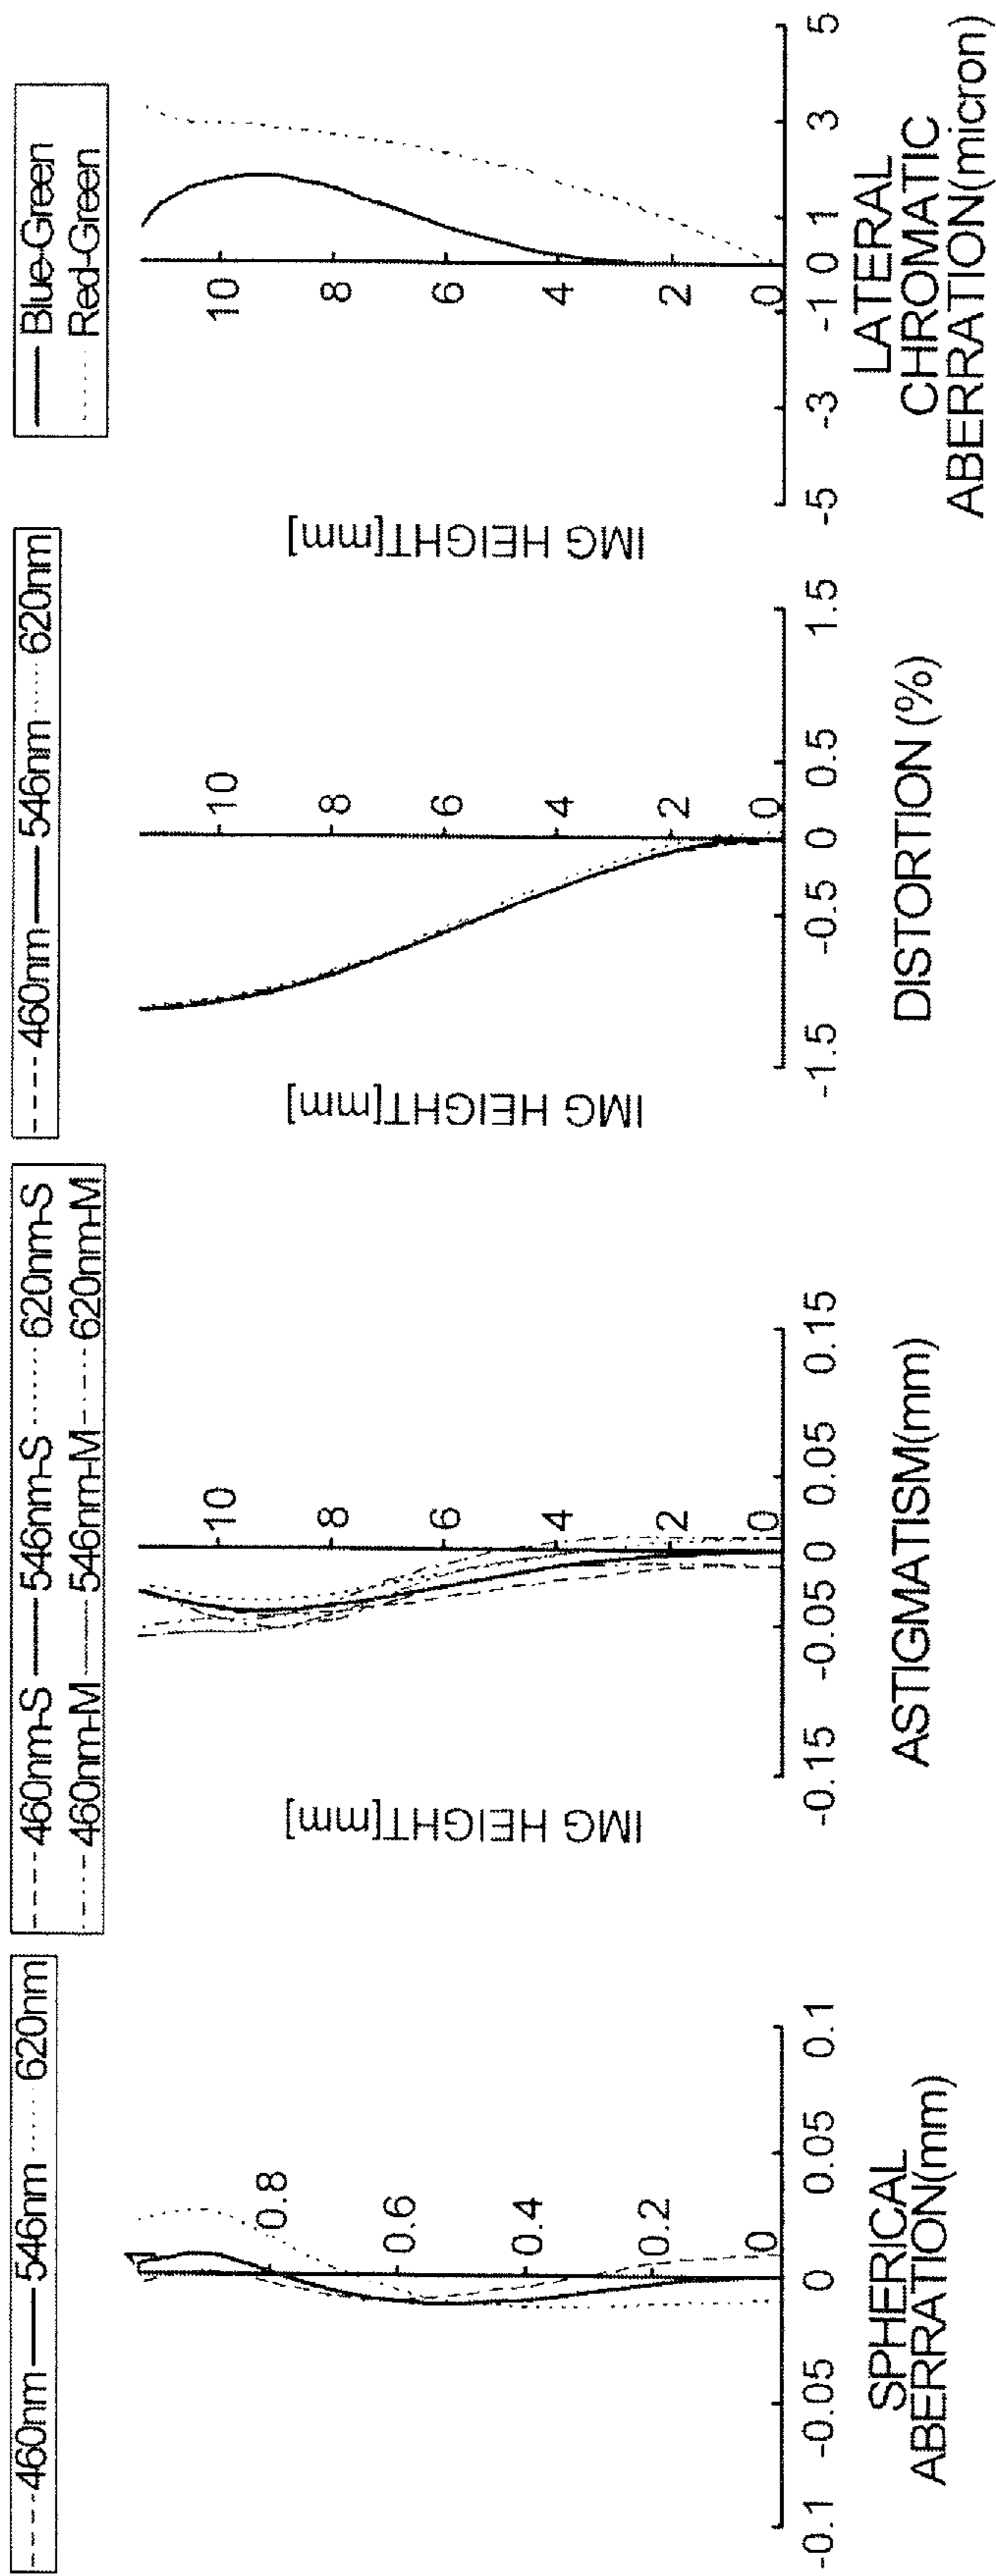 460nm 546nm 620nm
1
0.8
0.6
0.4
0.2
0
-0.1 -0.05 0 0.05 0.1
SPHERICAL
ABERRATION(mm)
460nm-S 546nm-S 620nm-S
460nm-M 546nm-M 620nm-M
IMG HEIGHT[mm]
10
8
6
4
2
0
-0.15 -0.05 0 0.05 0.15
ASTIGMATISM(mm)
460nm 546nm 620nm
IMG HEIGHT[mm]
10
8
6
4
2
0
-1.5 -0.5 0 0.5 1.5
DISTORTION (%)
Blue-Green
Red-Green
IMG HEIGHT[mm]
10
8
6
4
2
0
-5 -3 -1 0 1 3 5
LATERAL
CHROMATIC
ABERRATION(micron)